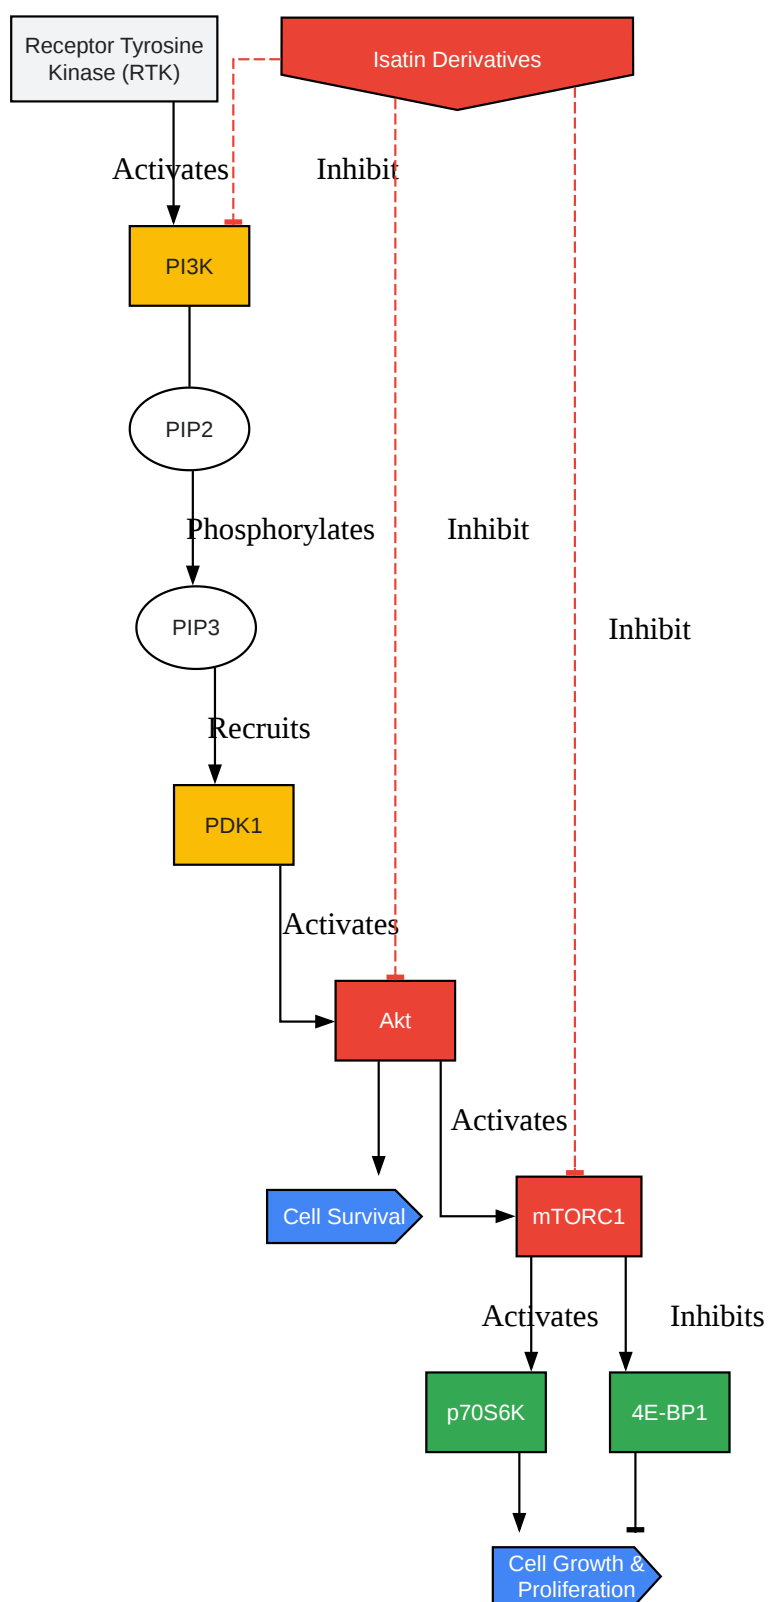 Receptor Tyrosine
Kinase (RTK)
Isatin Derivatives
Activates
Inhibit
PI3K
PIP2
Phosphorylates
Inhibit
PIP3
Inhibit
Recruits
PDK1
Activates
Akt
Activates
Cell Survival
mTORC1
Activates
Inhibits
p70S6K
4E-BP1
Cell Growth &
Proliferation